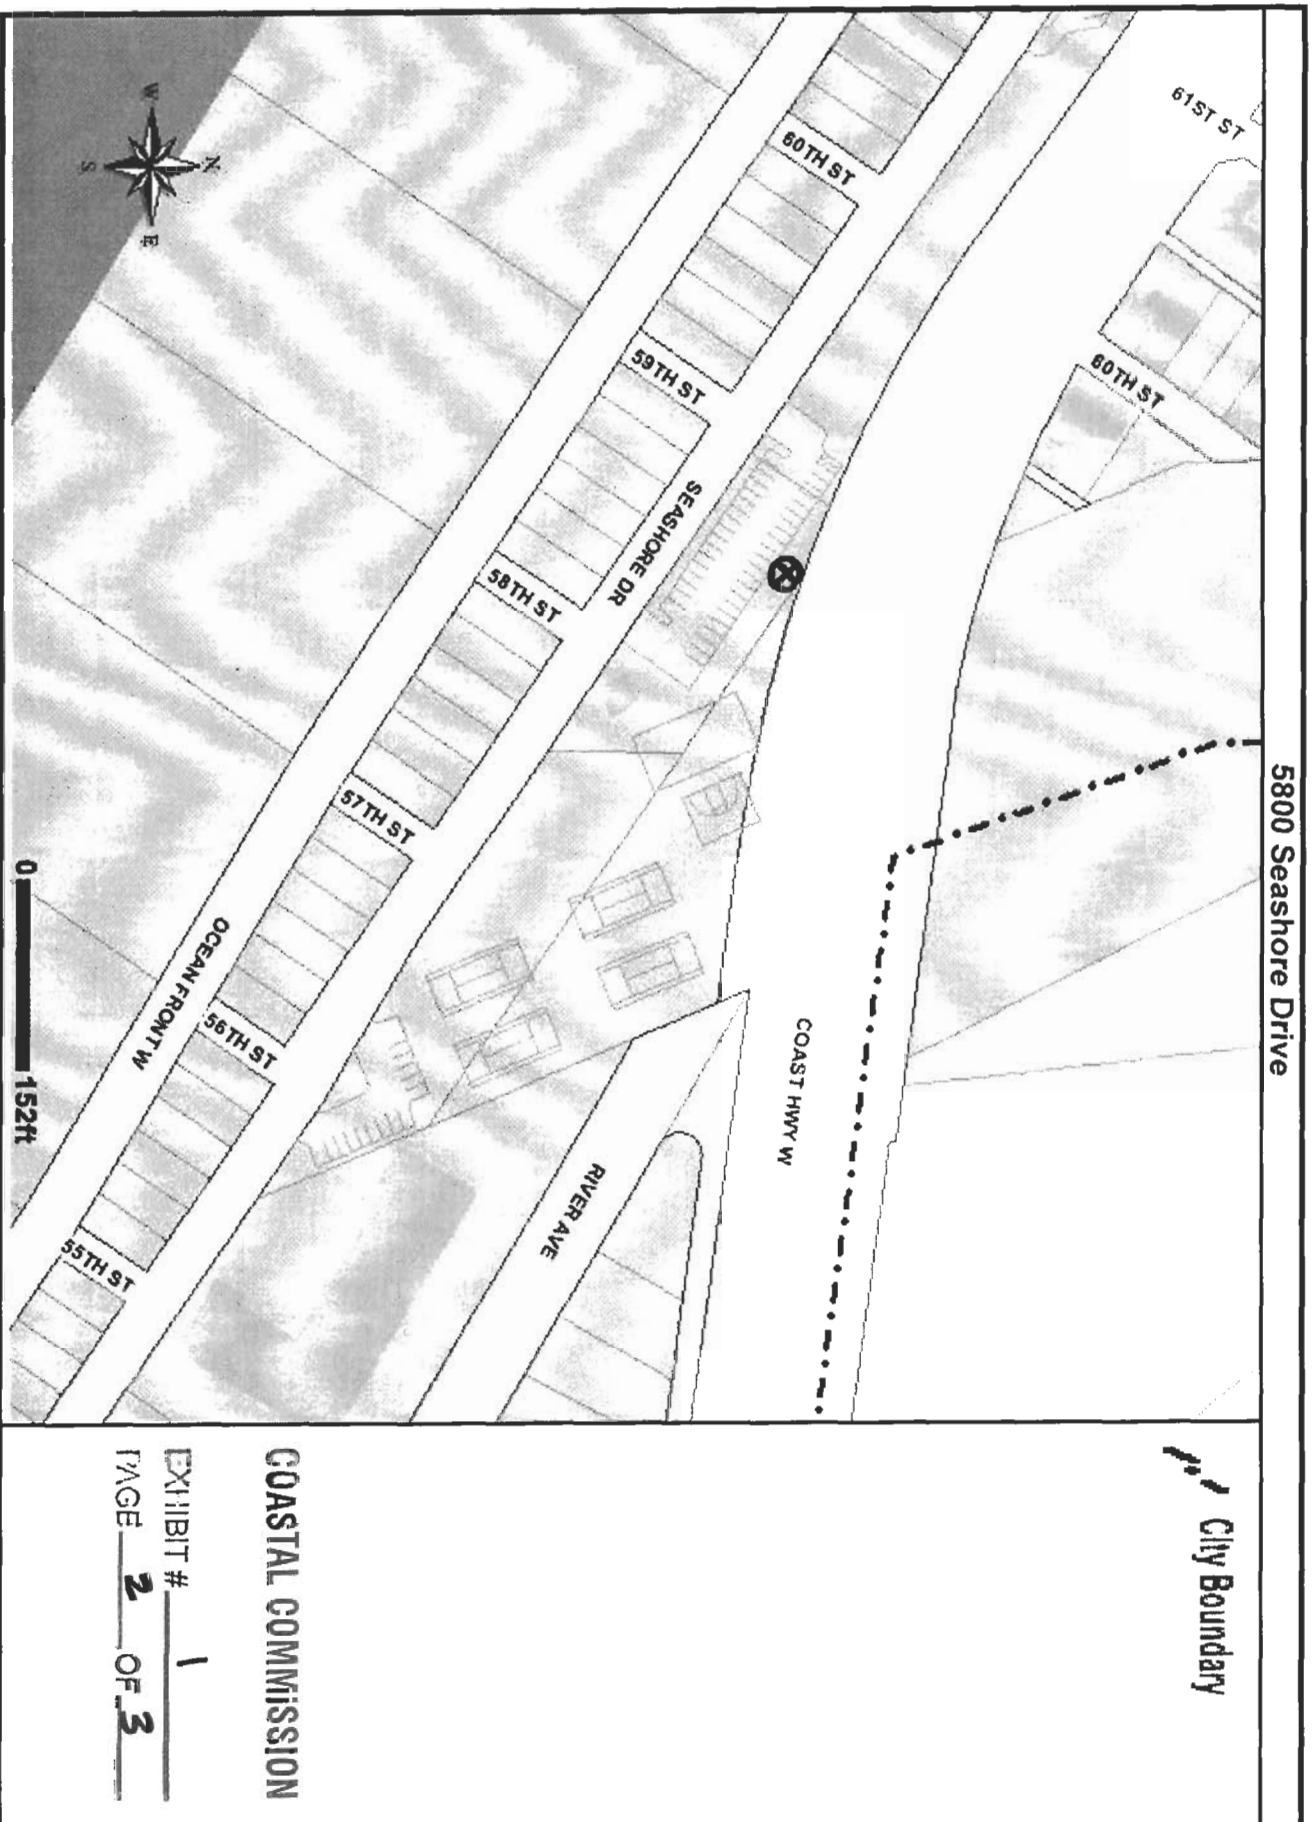 5800 Seashore Drive
61ST ST
60TH ST
60TH ST
59TH ST
SEASHORE DR
58TH ST
57TH ST
OCEAN FRONT W
56TH ST
55TH ST
COAST HWY W
RIVER AVE
N
W
E
S
0
152ft
City Boundary
COASTAL COMMiSSION
EXHIBIT # 1
PAGE 2 OF 3